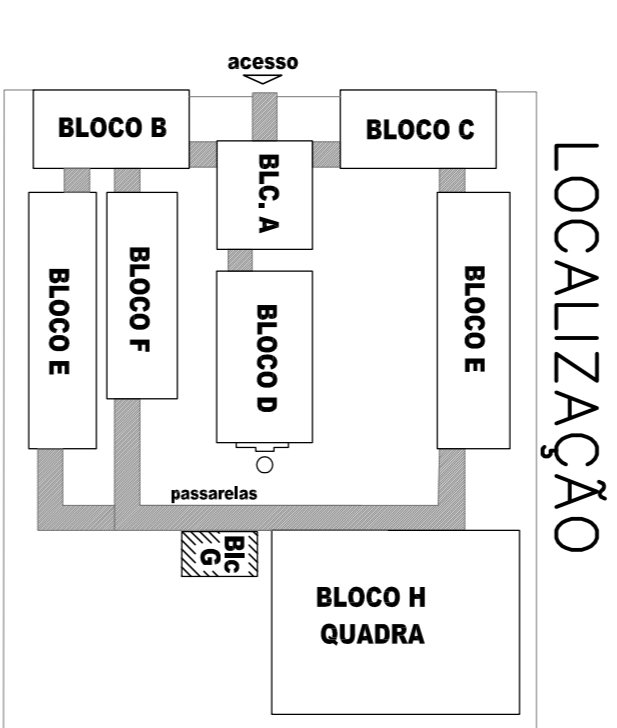 acesso
BLOCO B
BLOCO C
BLC. A
BLOCO E
BLOCO F
BLOCO D
BLOCO E
passarelas
Blc
G
BLOCO H
QUADRA
LOCALIZAÇÃO